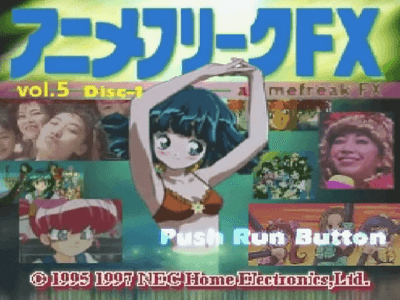 アニメフリークFX
vol.5 Disc-1 animefreak FX
Push Run Button
© 1995 1997 NEC Home Electronics,Ltd.